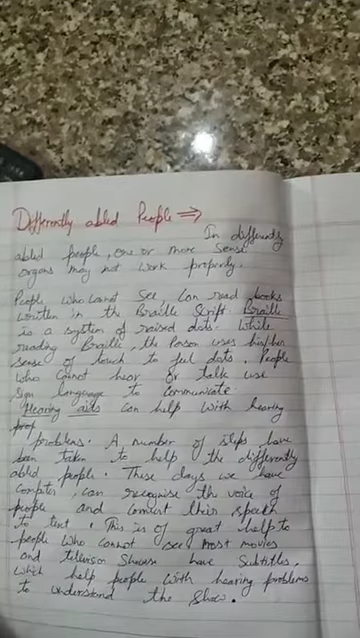 Differently abled People ⇒
In differently
abled people, one or more sense
organs may not work properly.
People who cannot see, can read books
written in the Braille Script. Braille
is a system of raised dots. While
reading Braille, the Person uses his/her
sense of touch to feel dots. People
who cannot hear or talk use
sign language to communicate.
Hearing aids can help with hearing
prof
problems. A number of steps have
been taken to help the differently
abled people. These days we have
Computer, can recognise the voice of
people and convert their speech
to text. This is of great help to
people who cannot see. Most movies
and television shows have Subtitles,
which help people with hearing problems
to understand the show.